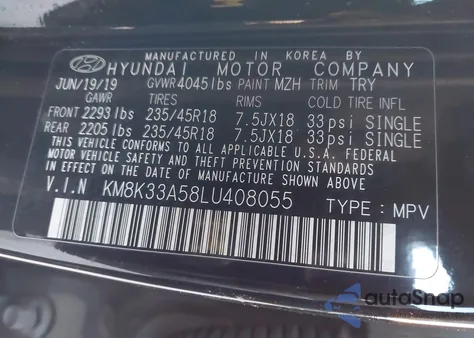 MANUFACTURED IN KOREA BY
HYUNDAI MOTOR COMPANY
JUN/19/19 GVWR 4045 lbs PAINT MZH TRIM TRY
GAWR TIRES RIMS COLD TIRE INFL
FRONT 2293 lbs 235/45R18 7.5JX18 33psi SINGLE
REAR 2205 lbs 235/45R18 7.5JX18 33psi SINGLE
THIS VEHICLE CONFORMS TO ALL APPLICABLE U.S.A. FEDERAL
MOTOR VEHICLE SAFETY AND THEFT PREVENTION STANDARDS
IN EFFECT ON THE DATE OF MANUFACTURE SHOWN ABOVE.
V.I.N KM8K33A58LU408055 TYPE : MPV
autoSnap